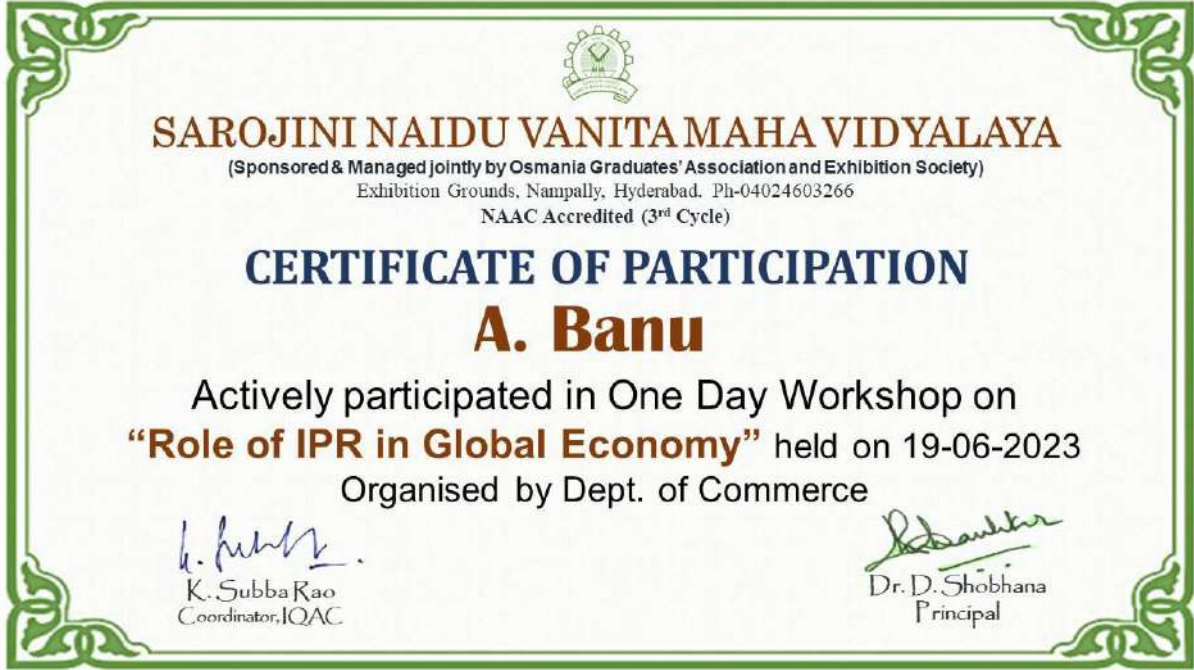 SAROJINI NAIDU VANITA MAHA VIDYALAYA
(Sponsored & Managed jointly by Osmania Graduates' Association and Exhibition Society)
Exhibition Grounds, Nampally, Hyderabad. Ph-04024603266
NAAC Accredited (3rd Cycle)
CERTIFICATE OF PARTICIPATION
A. Banu
Actively participated in One Day Workshop on
“Role of IPR in Global Economy” held on 19-06-2023
Organised by Dept. of Commerce
K. Subba Rao
Coordinator, IQAC
Dr. D. Shobhana
Principal